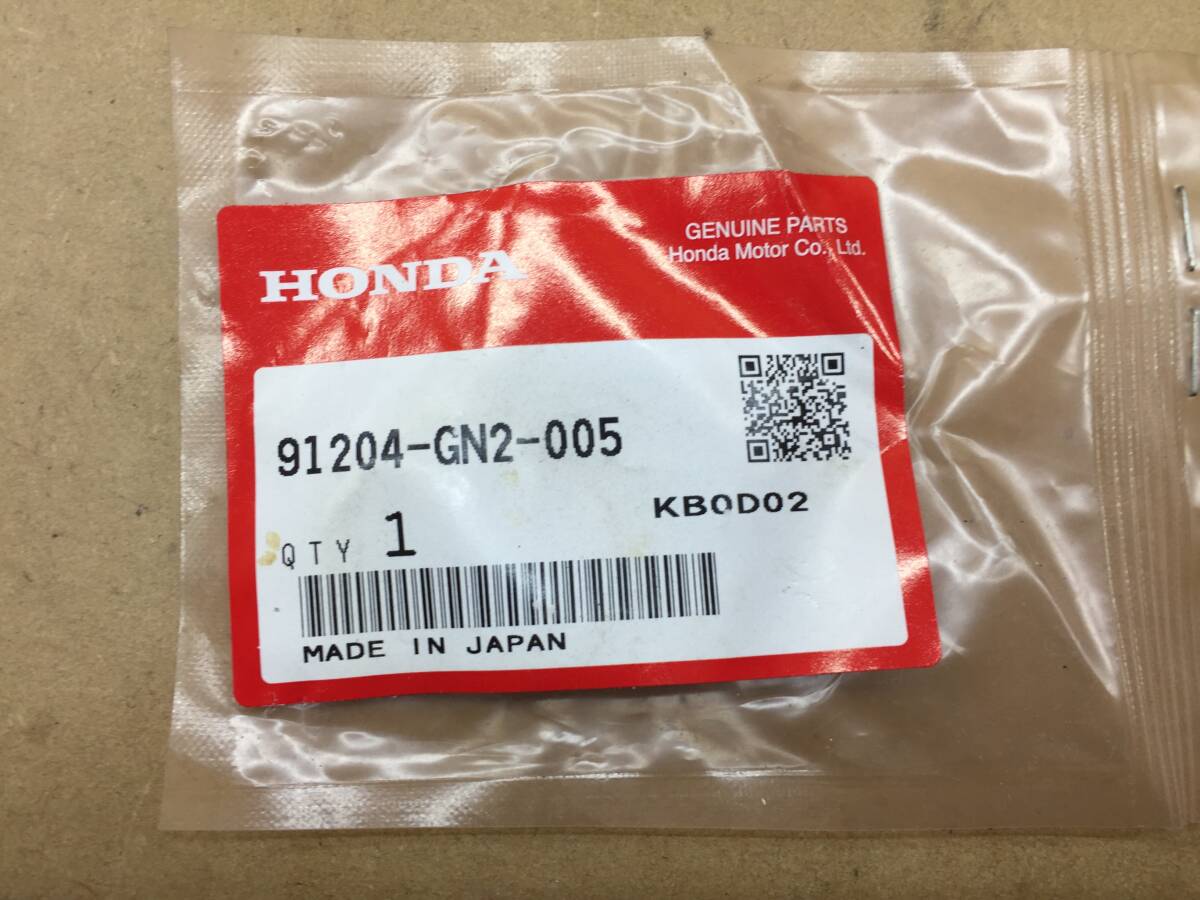 GENUINE PARTS
Honda Motor Co., Ltd.
HONDA
91204-GN2-005
KB0D02
QTY 1
MADE IN JAPAN